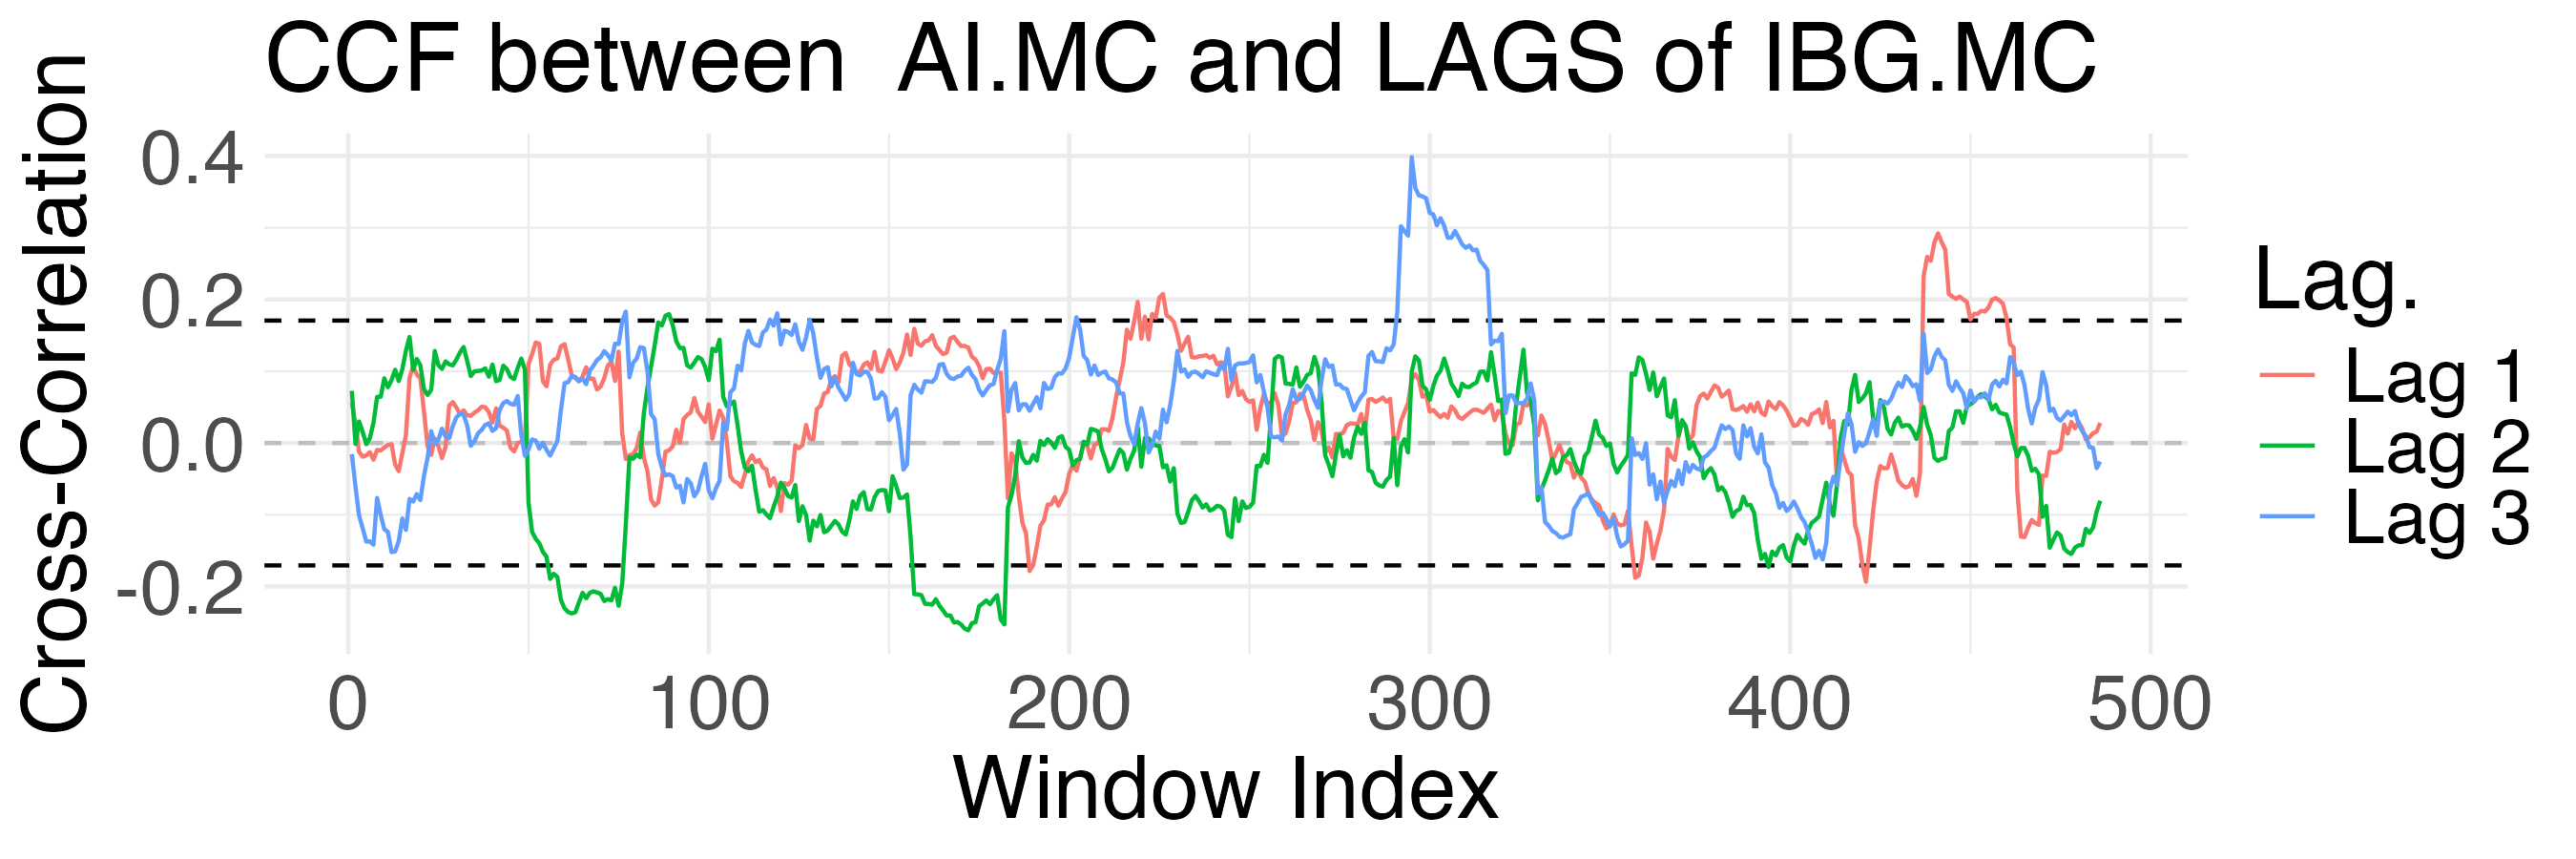 CCF between  AI.MC and LAGS of IBG.MC
Cross-Correlation
0.4
0.2
0.0
-0.2
0
100
200
300
400
500
Window Index
Lag.
Lag 1
Lag 2
Lag 3